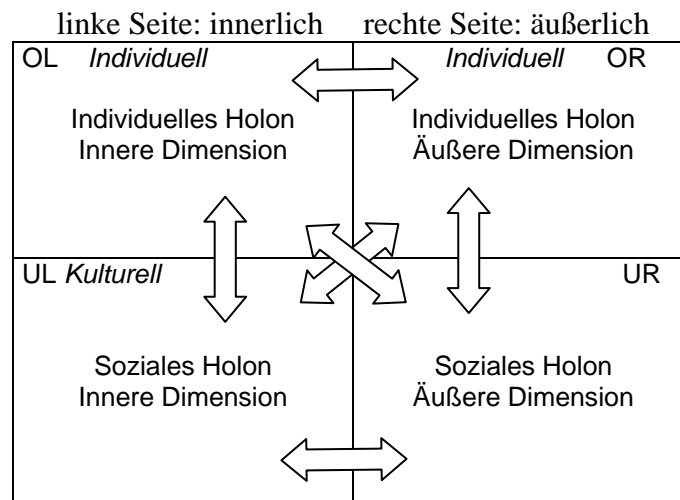 linke Seite: innerlich rechte Seite: äußerlich
OL Individuell Individuell OR
Individuelles Holon Individuelles Holon
Innere Dimension Äußere Dimension
UL Kulturell UR
Soziales Holon Soziales Holon
Innere Dimension Äußere Dimension